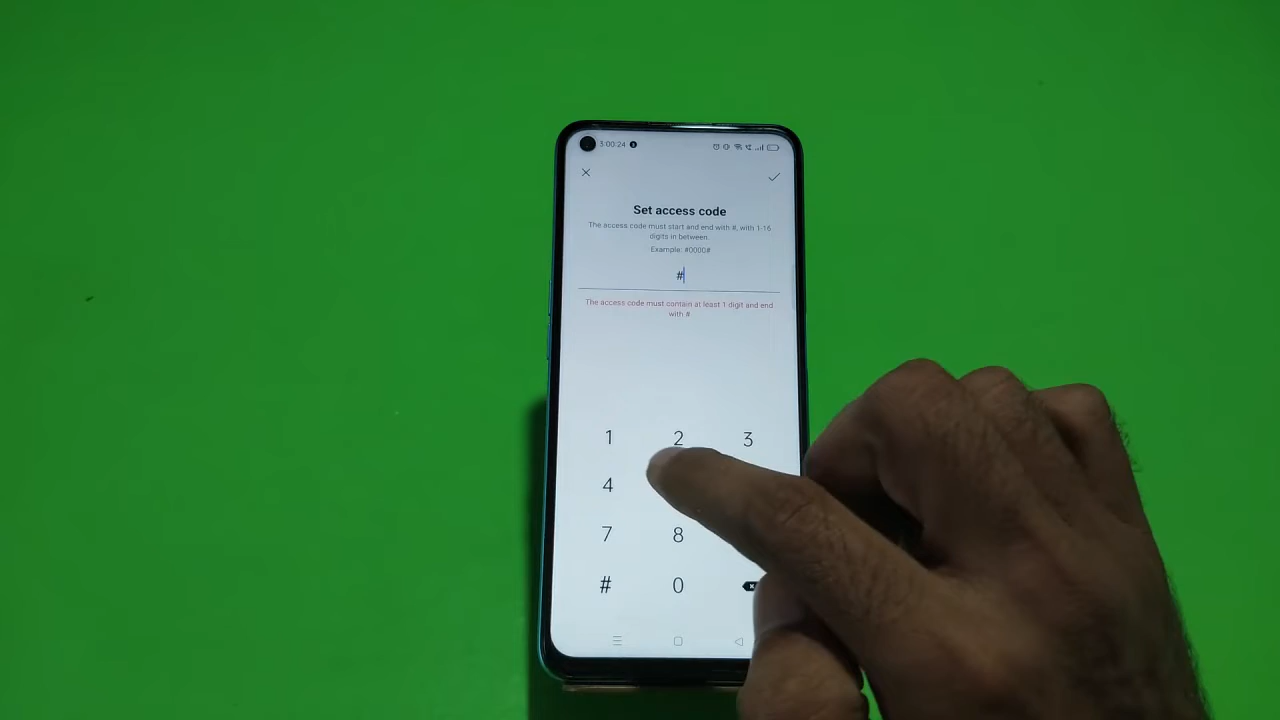 3:00:24
Set access code
The access code must start and end with #, with 1-16
digits in between.
Example: #0000#
#
The access code must contain at least 1 digit and end
with #
1 2 3
4
7 8
# 0